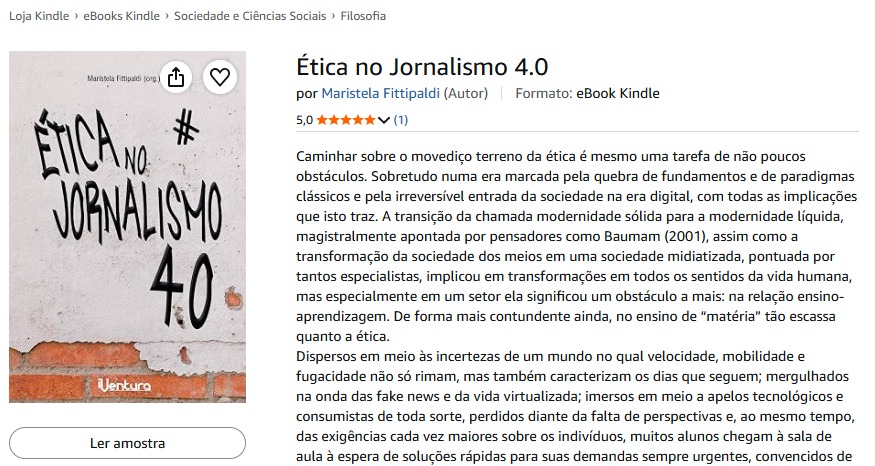 Loja Kindle › eBooks Kindle › Sociedade e Ciências Sociais › Filosofia
Maristela Fittipaldi (org.)
#
ÉTICA NO
JORNALISMO
4.0
Ventura
Ler amostra
Ética no Jornalismo 4.0
por Maristela Fittipaldi (Autor) Formato: eBook Kindle
5,0 (1)
Caminhar sobre o movediço terreno da ética é mesmo uma tarefa de não poucos
obstáculos. Sobretudo numa era marcada pela quebra de fundamentos e de paradigmas
clássicos e pela irreversível entrada da sociedade na era digital, com todas as implicações
que isto traz. A transição da chamada modernidade sólida para a modernidade líquida,
magistralmente apontada por pensadores como Baumam (2001), assim como a
transformação da sociedade dos meios em uma sociedade midiatizada, pontuada por
tantos especialistas, implicou em transformações em todos os sentidos da vida humana,
mas especialmente em um setor ela significou um obstáculo a mais: na relação ensino-
aprendizagem. De forma mais contundente ainda, no ensino de “matéria” tão escassa
quanto a ética.
Dispersos em meio às incertezas de um mundo no qual velocidade, mobilidade e
fugacidade não só rimam, mas também caracterizam os dias que seguem; mergulhados
na onda das fake news e da vida virtualizada; imersos em meio a apelos tecnológicos e
consumistas de toda sorte, perdidos diante da falta de perspectivas e, ao mesmo tempo,
das exigências cada vez maiores sobre os indivíduos, muitos alunos chegam à sala de
aula à espera de soluções rápidas para suas demandas sempre urgentes, convencidos de